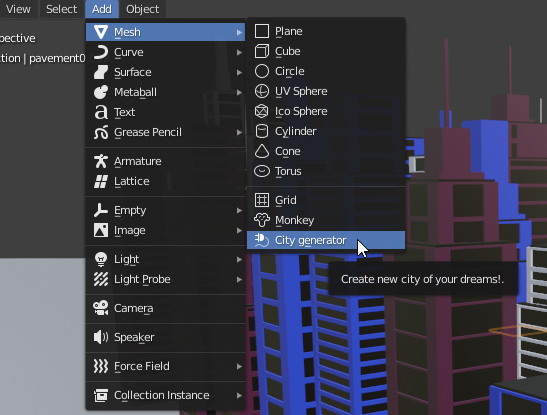 View Select Add Object
pective
ction | pavement0
Mesh
Curve
Surface
Metaball
Text
Grease Pencil
Armature
Lattice
Empty
Image
Light
Light Probe
Camera
Speaker
Force Field
Collection Instance
Plane
Cube
Circle
UV Sphere
Ico Sphere
Cylinder
Cone
Torus
Grid
Monkey
City generator
Create new city of your dreams!.